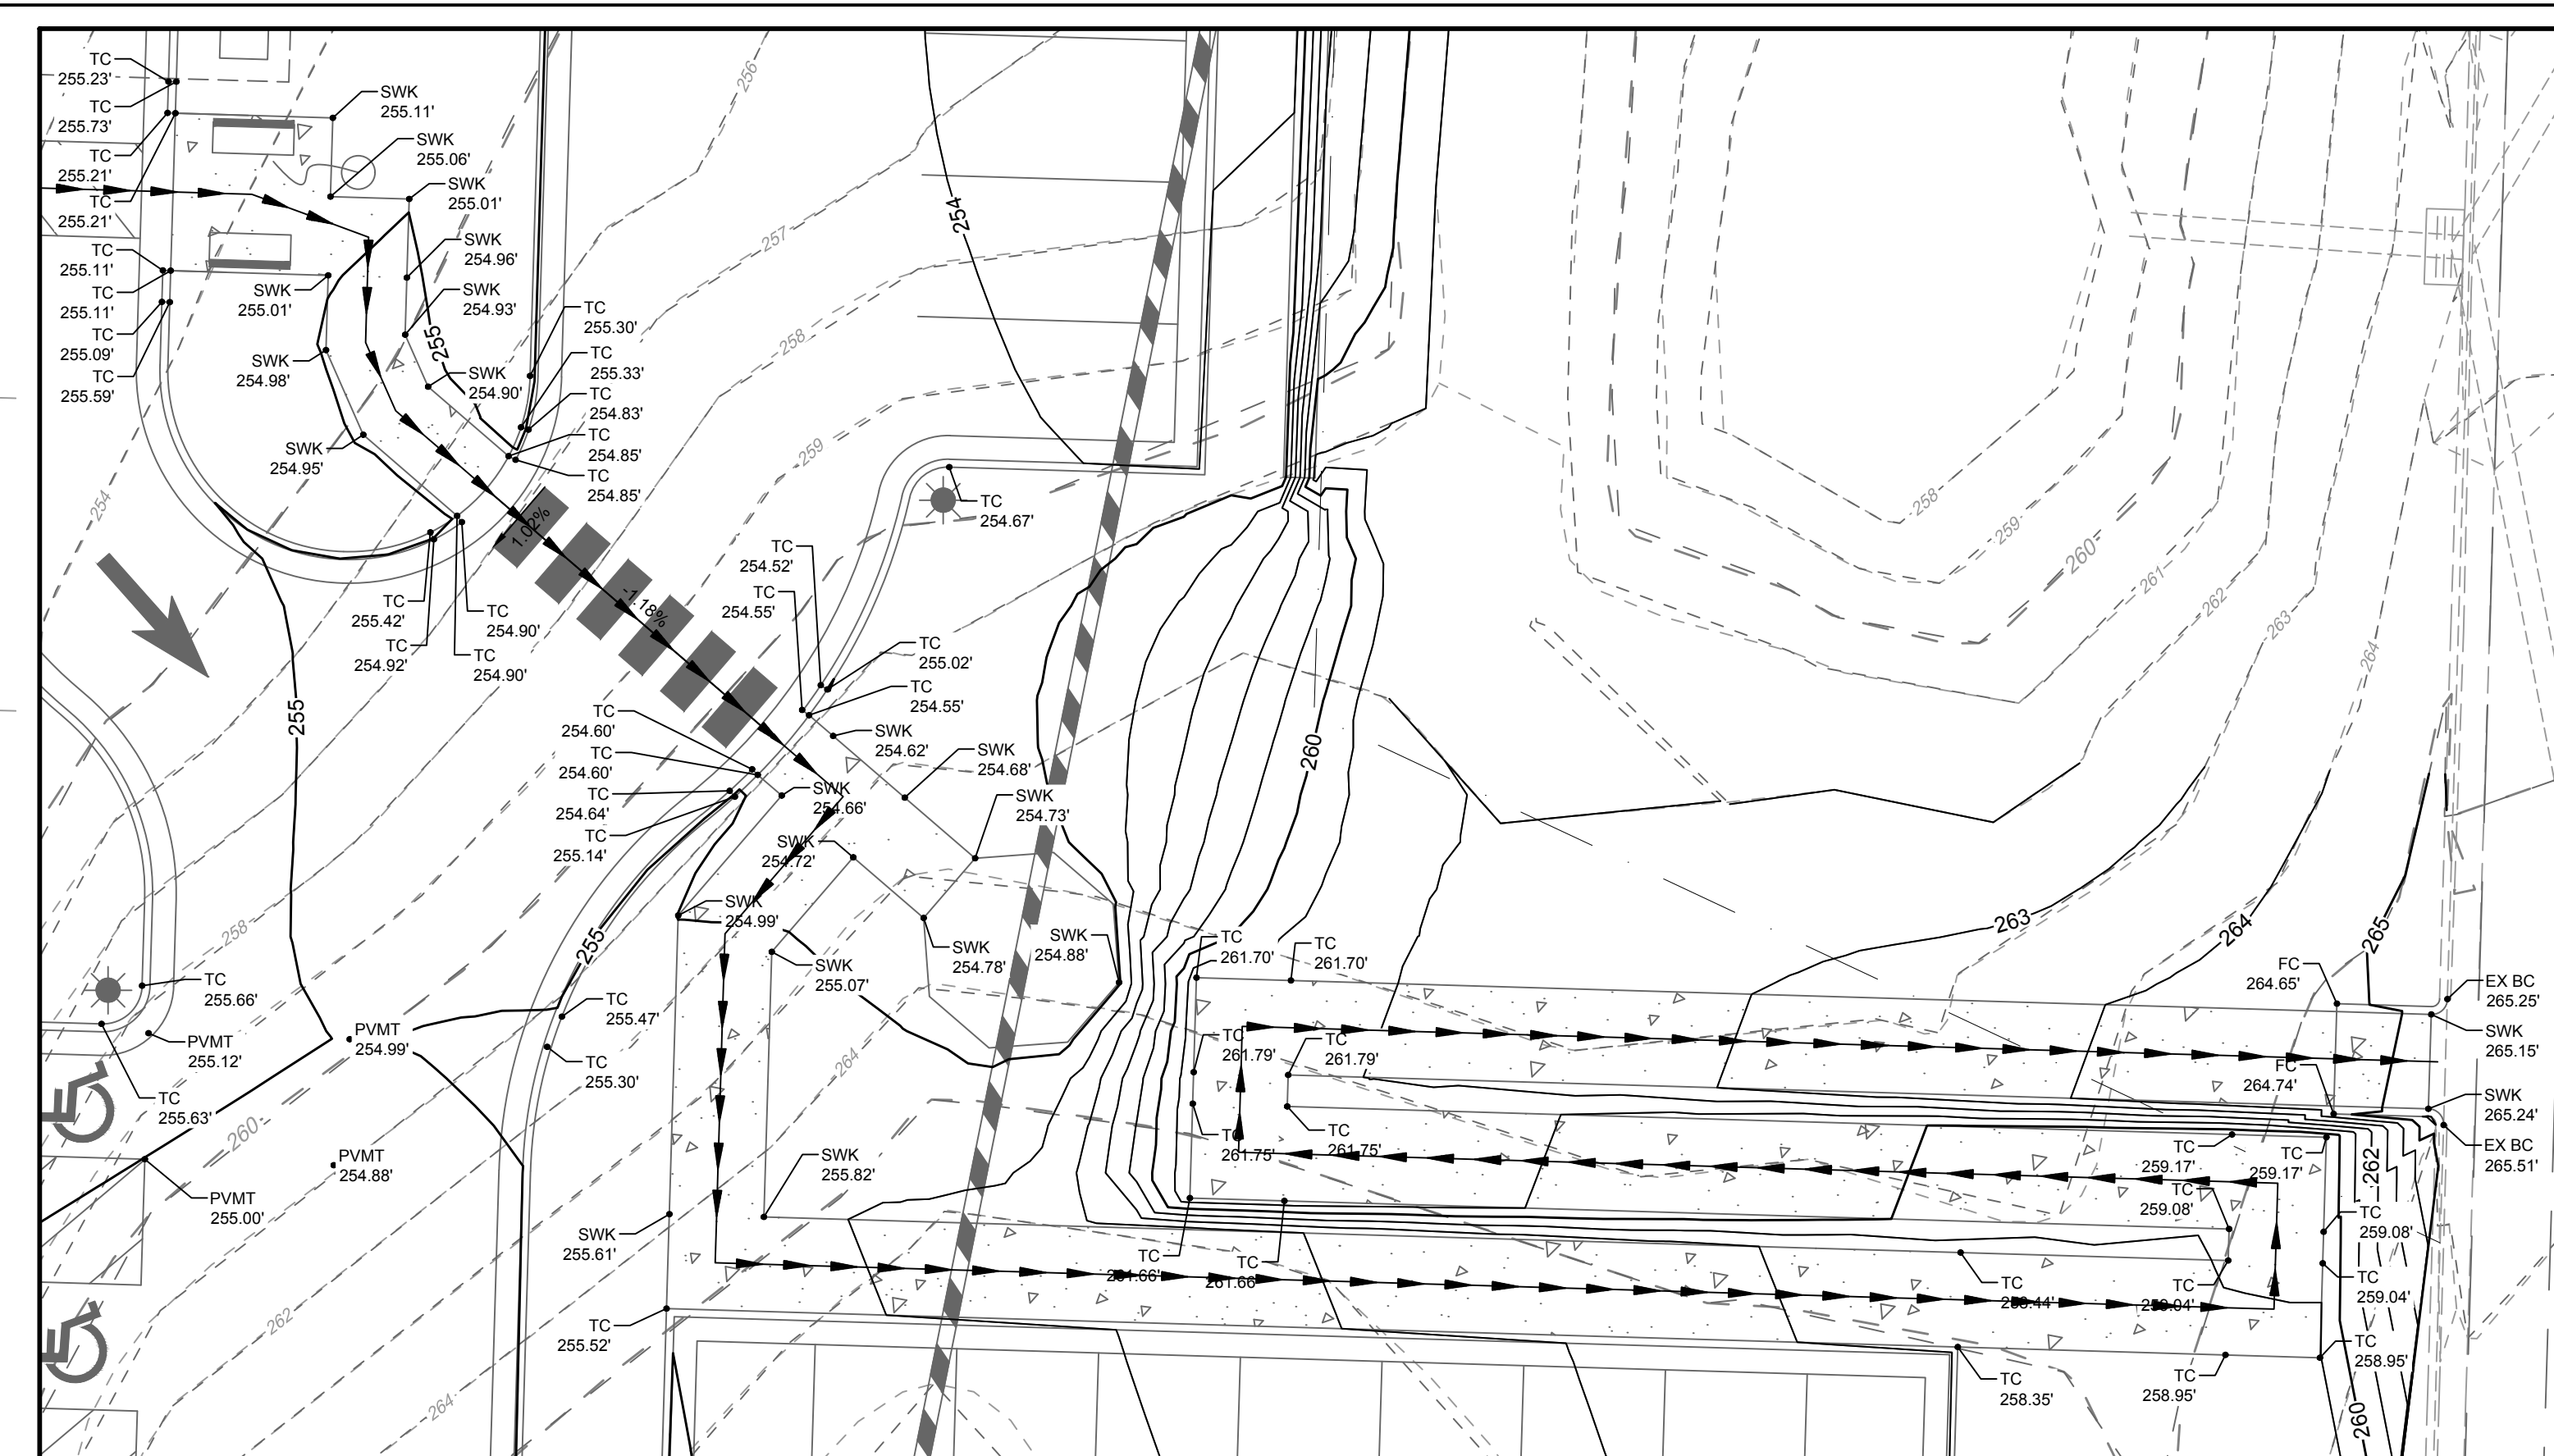 TC
255.23'
TC
255.73'
TC
255.21'
TC
255.21'
TC
255.11'
TC
255.11'
TC
255.09'
TC
255.59'
SWK
255.11'
SWK
255.06'
SWK
255.01'
SWK
254.96'
SWK
254.93'
SWK
255.01'
SWK
254.98'
SWK
254.90'
SWK
254.95'
255
TC
255.30'
TC
255.33'
TC
254.83'
TC
254.85'
TC
254.85'
256
257
258
259
254
254
1.02%
-1.18%
TC
254.67'
TC
254.52'
TC
254.55'
TC
255.42'
TC
254.92'
TC
254.90'
TC
254.90'
TC
255.02'
TC
254.55'
TC
254.60'
TC
254.60'
TC
254.64'
TC
255.14'
SWK
254.62'
SWK
254.68'
SWK
254.66'
SWK
254.73'
SWK
254.72'
SWK
254.99'
SWK
254.78'
SWK
254.88'
SWK
255.07'
255
255
258
260
262
264
264
260
258
259
260
261
262
263
264
263
264
265
TC
255.66'
PVMT
255.12'
TC
255.63'
PVMT
254.99'
PVMT
254.88'
PVMT
255.00'
TC
255.47'
TC
255.30'
SWK
255.82'
SWK
255.61'
TC
255.52'
TC
261.70'
TC
261.70'
TC
261.79'
TC
261.79'
TC
261.75'
TC
261.75'
TC
261.66'
TC
261.66'
FC
264.65'
FC
264.74'
EX BC
265.25'
SWK
265.15'
SWK
265.24'
EX BC
265.51'
TC
259.17'
TC
259.17'
TC
259.08'
TC
259.08'
TC
259.04'
TC
259.04'
TC
258.44'
TC
258.95'
TC
258.95'
TC
258.35'
262
260